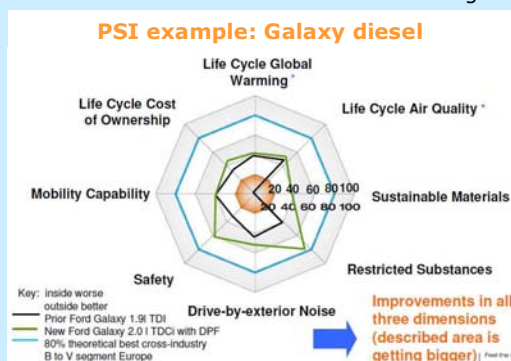 PSI example: Galaxy diesel
Life Cycle Global
Warming *
Life Cycle Cost
of Ownership
Life Cycle Air Quality *
Mobility Capability
20 40 60 80 100
20 40 60 80 100
Sustainable Materials
Safety
Restricted Substances
Drive-by-exterior Noise
Key: inside worse
outside better
Prior Ford Galaxy 1.9l TDI
New Ford Galaxy 2.0 l TDCi with DPF
80% theoretical best cross-industry
B to V segment Europe
Improvements in all
three dimensions
(described area is
getting bigger)
Feel the